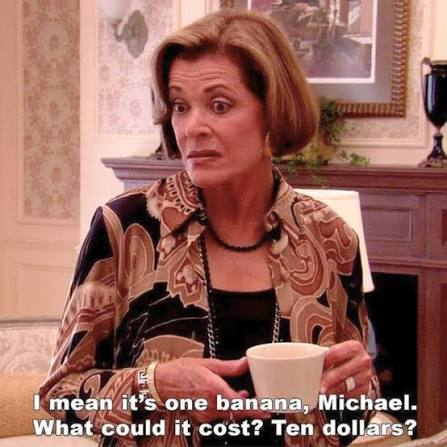 I mean it's one banana, Michael.
What could it cost? Ten dollars?